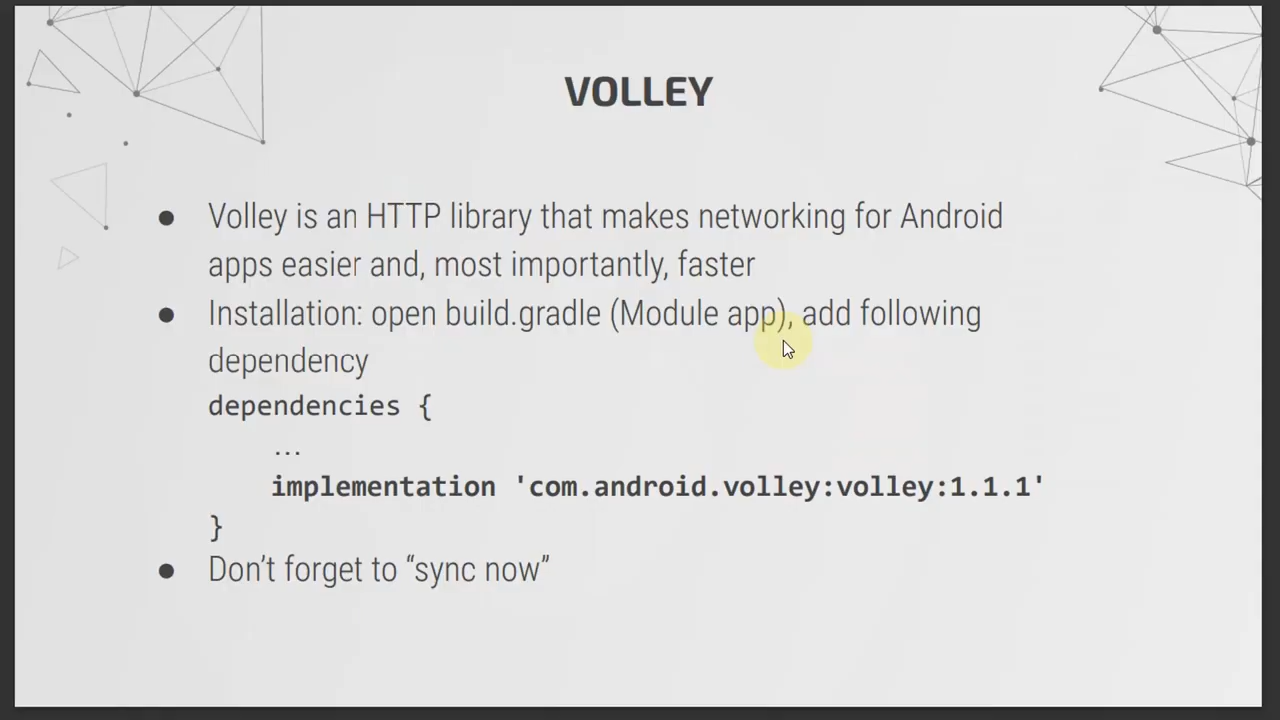 VOLLEY
● Volley is an HTTP library that makes networking for Android
apps easier and, most importantly, faster
● Installation: open build.gradle (Module app), add following
dependency
dependencies {
...
implementation 'com.android.volley:volley:1.1.1'
}
● Don’t forget to “sync now”